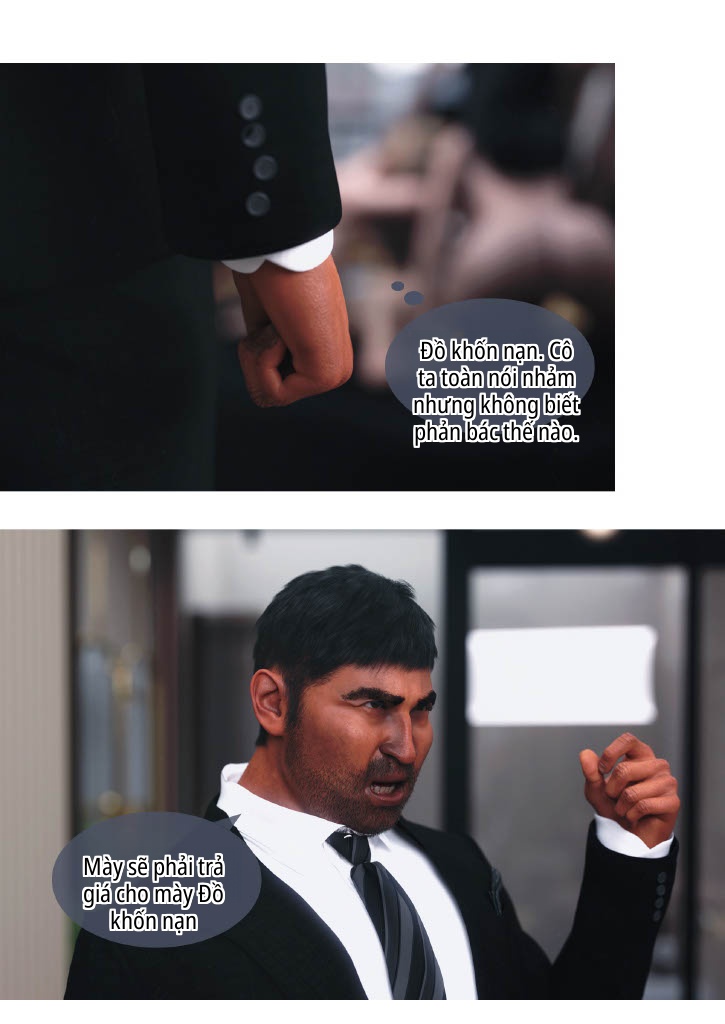 Đồ khốn nạn. Cô
ta toàn nói nhảm
nhưng không biết
phản bác thế nào.
Mày sẽ phải trả
giá cho mày Đồ
khốn nạn